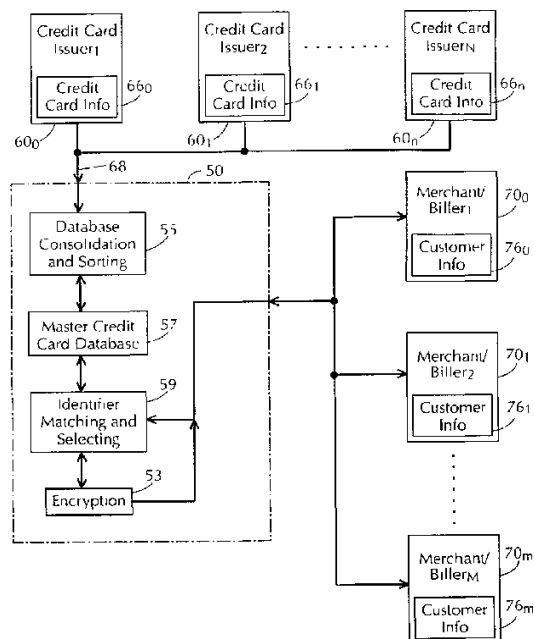 Credit Card
Issuer1
Credit
Card Info
660
600
Credit Card
Issuer2
Credit
Card Info
661
601
Credit Card
IssuerN
Credit
Card Info
66n
60n
68
50
Database
Consolidation
and Sorting
55
Master Credit
Card Database
57
Identifier
Matching and
Selecting
59
Encryption
53
Merchant/
Biller1
700
Customer
Info
760
Merchant/
Biller2
701
Customer
Info
761
Merchant/
BillerM
70m
Customer
Info
76m